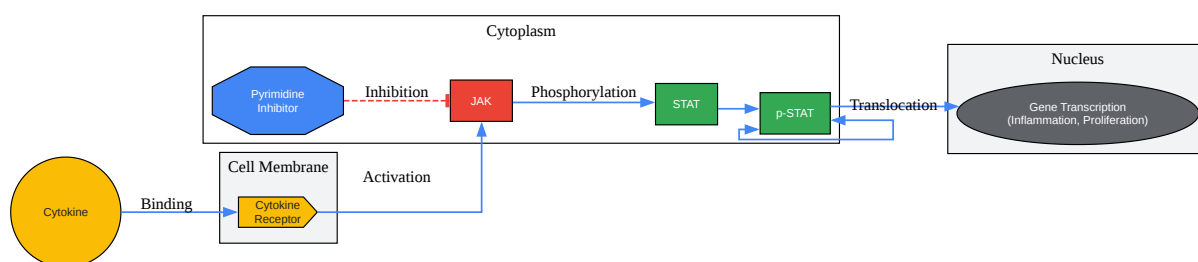 Cytoplasm
Nucleus
Pyrimidine
Inhibitor
Inhibition
JAK
Phosphorylation
STAT
p-STAT
Translocation
Gene Transcription
(Inflammation, Proliferation)
Cell Membrane
Activation
Cytokine
Binding
Cytokine
Receptor